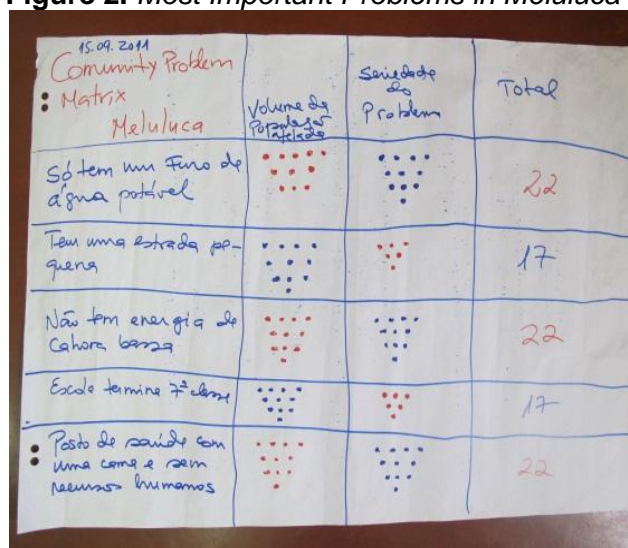 Figure 2. Most Important Problems in Meluluca
15.09.2011
Comunity Problem
Matrix
Meluluca
Volume da
População
Afetada
Seriedade
do
Problem
Total
Só tem um Furo de
água potável
22
Tem uma estrada pe-
quena
17
Não tem energia de
Cahora bassa
22
Escola termina 7ª classe
17
Posto de saúde com
uma cama e sem
recursos humanos
22